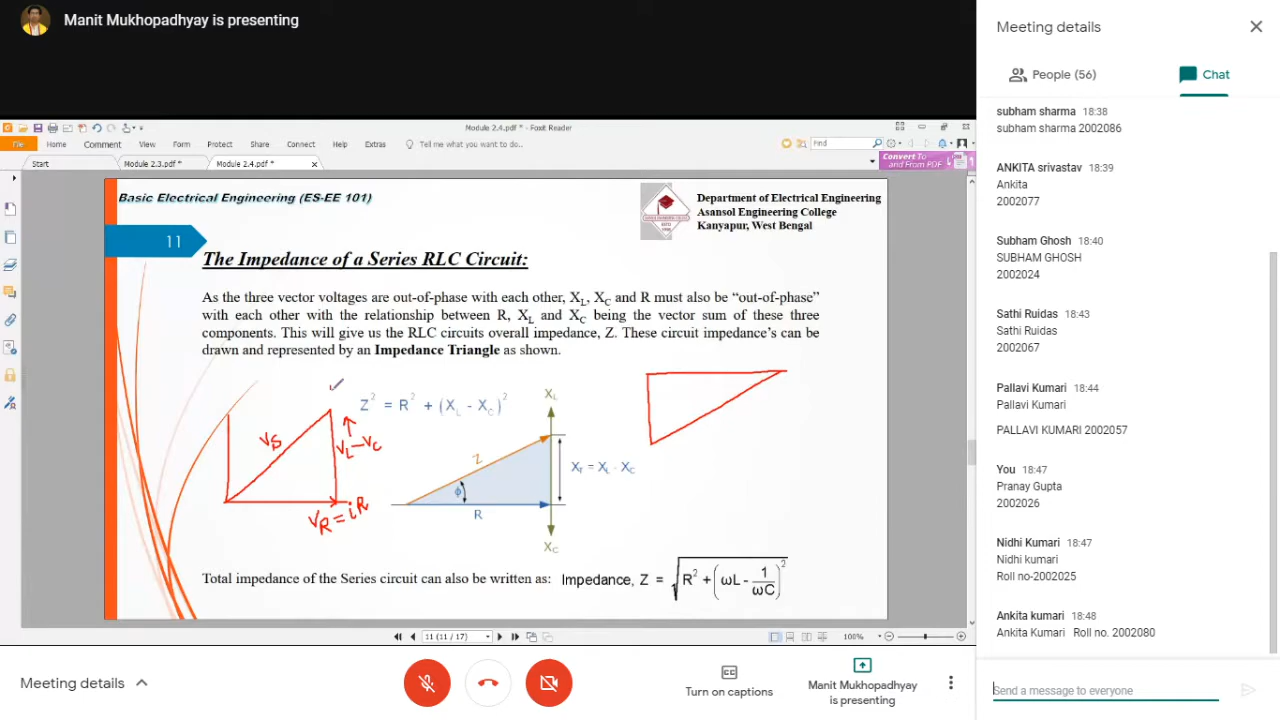 Manit Mukhopadhyay is presenting
Module 2.4.pdf * - Foxit Reader
File Home Comment View Form Protect Share Connect Help Extras Tell me what you want to do.. Find
Start Module 2.3.pdf * Module 2.4.pdf *
Convert To and From PDF
Basic Electrical Engineering (ES-EE 101)
Department of Electrical Engineering
Asansol Engineering College
Kanyapur, West Bengal
11
The Impedance of a Series RLC Circuit:
As the three vector voltages are out-of-phase with each other, XL, XC and R must also be “out-of-phase”
with each other with the relationship between R, XL and XC being the vector sum of these three
components. This will give us the RLC circuits overall impedance, Z. These circuit impedance’s can be
drawn and represented by an Impedance Triangle as shown.
Z² = R² + (XL - XC)²
XL
VS
VL-VC
Z
XT = XL - XC
ϕ
R
VR = iR
XC
Total impedance of the Series circuit can also be written as: Impedance, Z = √R² + (ωL - 1/ωC)²
11 (11 / 17)
100%
Meeting details
Turn on captions
Manit Mukhopadhyay
is presenting
Meeting details
People (56)
Chat
subham sharma 18:38
subham sharma 2002086
ANKITA srivastav 18:39
Ankita
2002077
Subham Ghosh 18:40
SUBHAM GHOSH
2002024
Sathi Ruidas 18:43
Sathi Ruidas
2002067
Pallavi Kumari 18:44
Pallavi Kumari
PALLAVI KUMARI 2002057
You 18:47
Pranay Gupta
2002026
Nidhi Kumari 18:47
Nidhi kumari
Roll no-2002025
Ankita kumari 18:48
Ankita Kumari Roll no. 2002080
Send a message to everyone